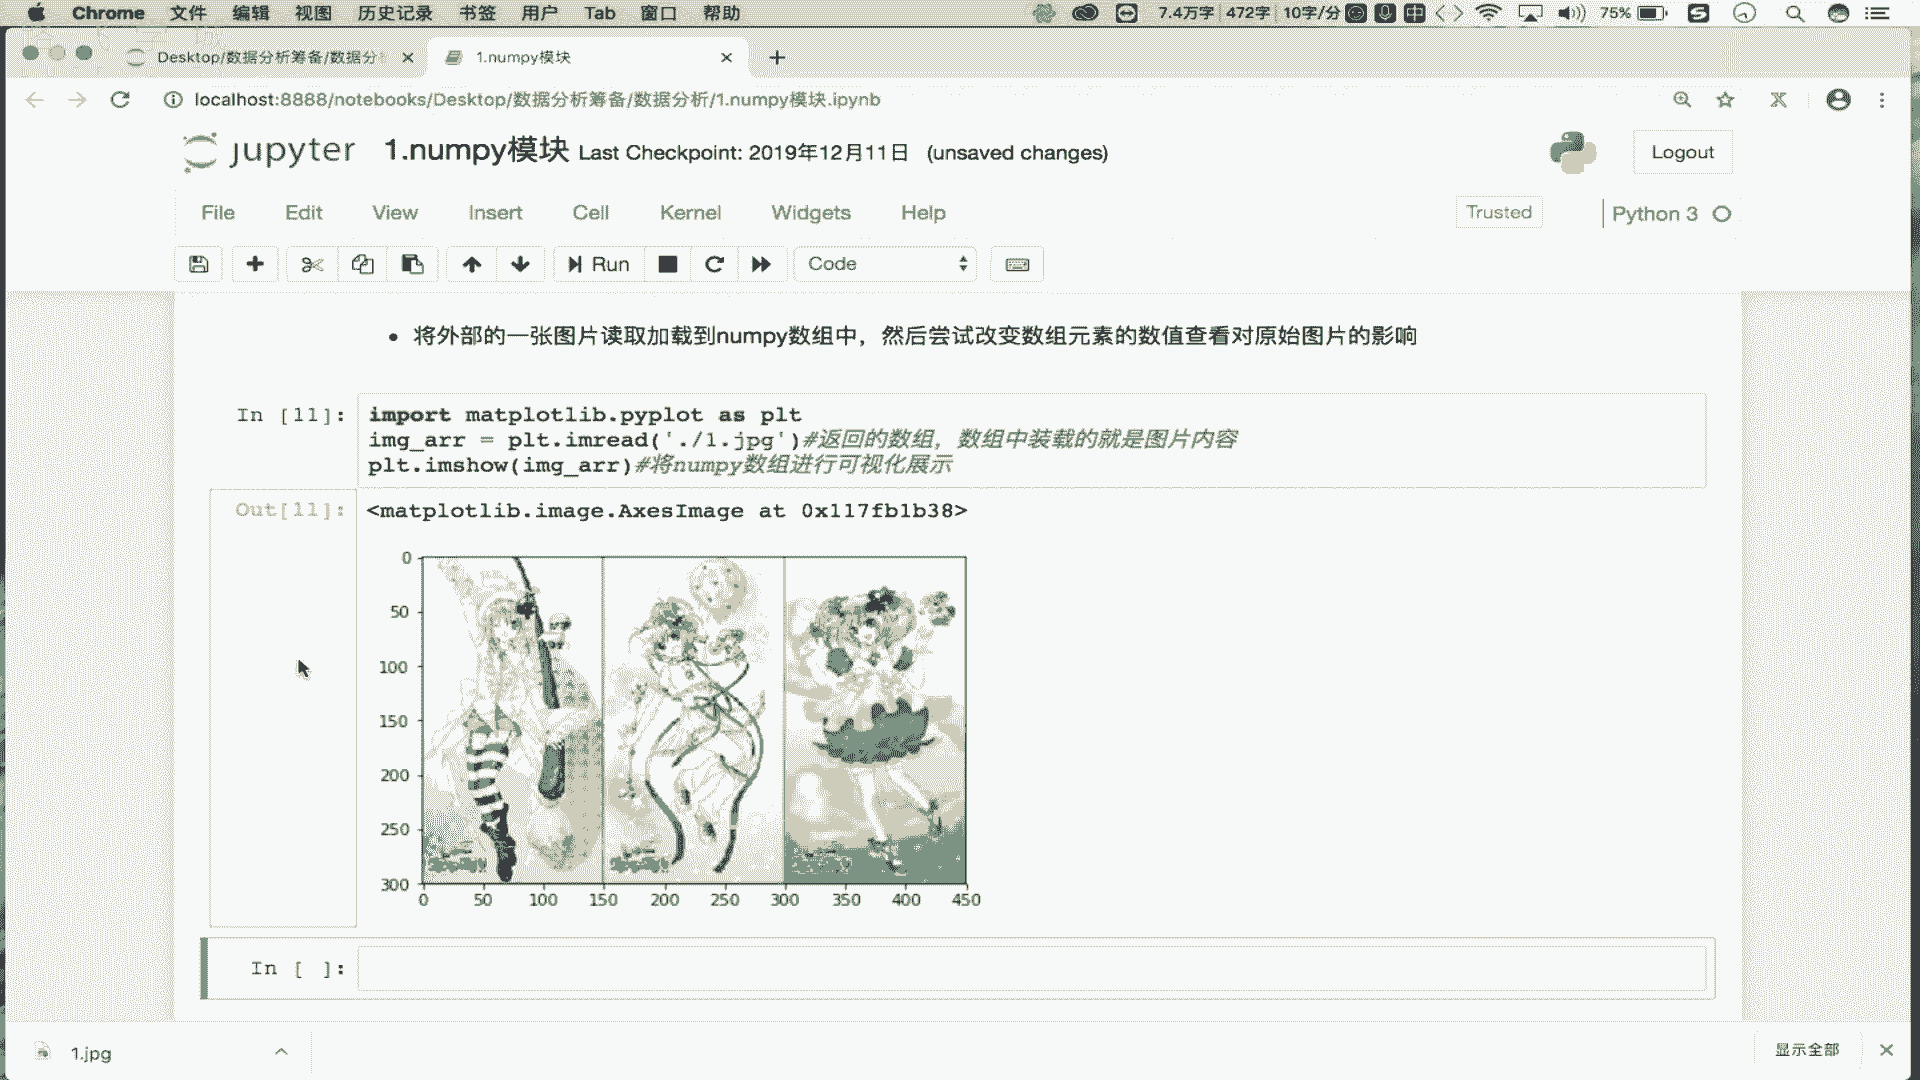 Chrome 文件 编辑 视图 历史记录 书签 用户 Tab 窗口 帮助 7.4万字 472字 10字/分 中 75%
Desktop/数据分析筹备/数据分 1.numpy模块
localhost:8888/notebooks/Desktop/数据分析筹备/数据分析/1.numpy模块.ipynb
jupyter 1.numpy模块 Last Checkpoint: 2019年12月11日 (unsaved changes) Logout
File Edit View Insert Cell Kernel Widgets Help Trusted Python 3
Run Code
• 将外部的一张图片读取加载到numpy数组中，然后尝试改变数组元素的数值查看对原始图片的影响
In [11]: import matplotlib.pyplot as plt
img_arr = plt.imread('./1.jpg')#返回的数组，数组中装载的就是图片内容
plt.imshow(img_arr)#将numpy数组进行可视化展示
Out[11]: <matplotlib.image.AxesImage at 0x117fb1b38>
0
50
100
150
200
250
300
0 50 100 150 200 250 300 350 400 450
In [ ]:
1.jpg 显示全部